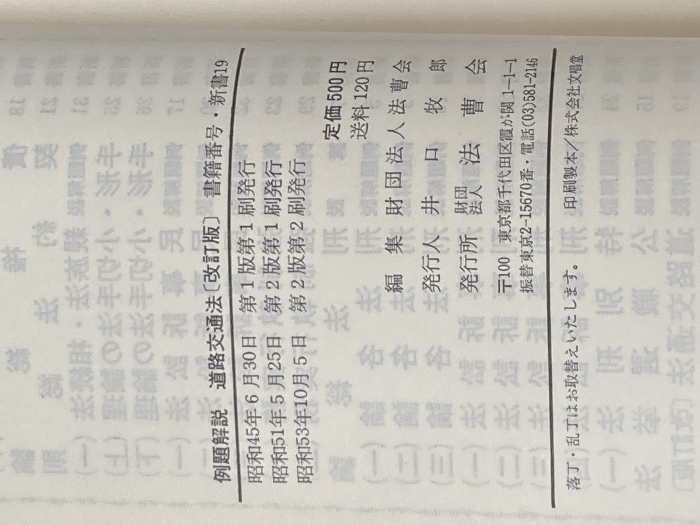 例題解説 道路交通法〔改訂版〕 書籍番号・新書19
昭和45年6月30日 第1版第1刷発行
昭和51年5月25日 第2版第1刷発行
昭和53年10月5日 第2版第2刷発行
定価500円
送料120円
編集 財団法人法曹会
発行人 井口牧郎
発行所 財団法人 法曹会
〒100 東京都千代田区霞が関1-1-1
振替東京2-15670番・電話(03)581-2146
落丁・乱丁はお取替えいたします。 印刷製本/株式会社文唱堂